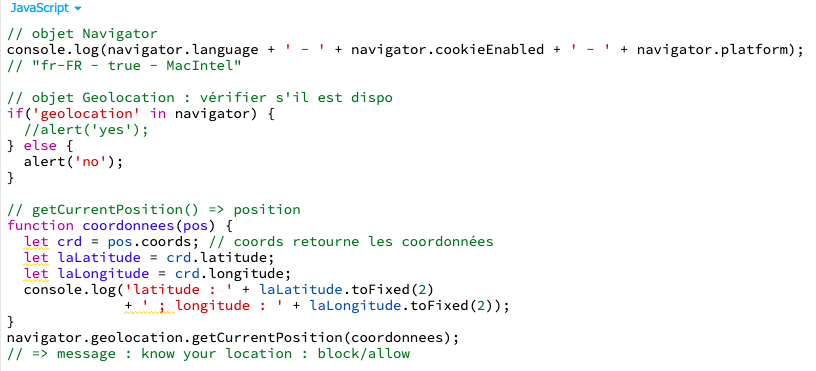 JavaScript
// objet Navigator
console.log(navigator.language + ' - ' + navigator.cookieEnabled + ' - ' + navigator.platform);
// "fr-FR - true - MacIntel"
// objet Geolocation : vérifier s'il est dispo
if('geolocation' in navigator) {
  //alert('yes');
} else {
  alert('no');
}
// getCurrentPosition() => position
function coordonnees(pos) {
  let crd = pos.coords; // coords retourne les coordonnées
  let laLatitude = crd.latitude;
  let laLongitude = crd.longitude;
  console.log('latitude : ' + laLatitude.toFixed(2)
              + ' ; longitude : ' + laLongitude.toFixed(2));
}
navigator.geolocation.getCurrentPosition(coordonnees);
// => message : know your location : block/allow